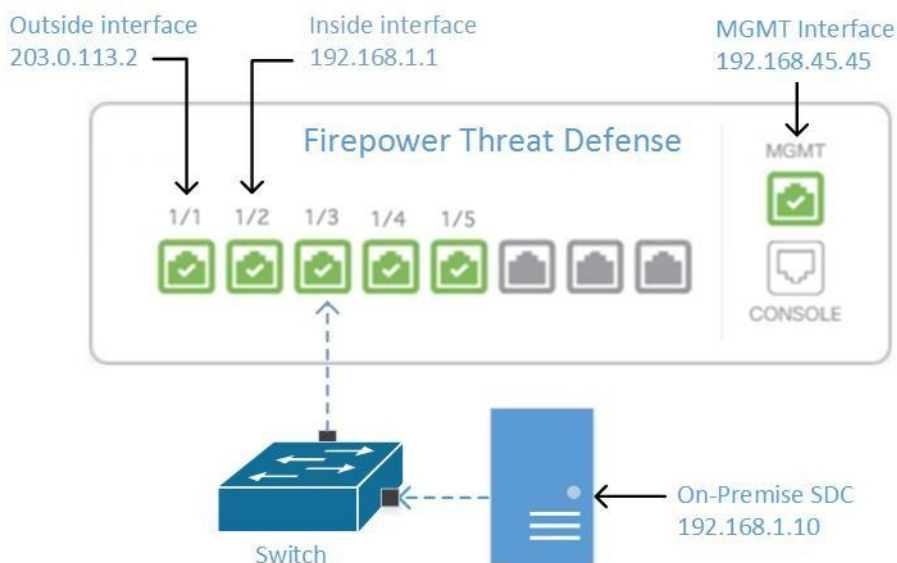 Outside interface
203.0.113.2
Inside interface
192.168.1.1
MGMT Interface
192.168.45.45
Firepower Threat Defense
MGMT
1/1 1/2 1/3 1/4 1/5
CONSOLE
On-Premise SDC
192.168.1.10
Switch